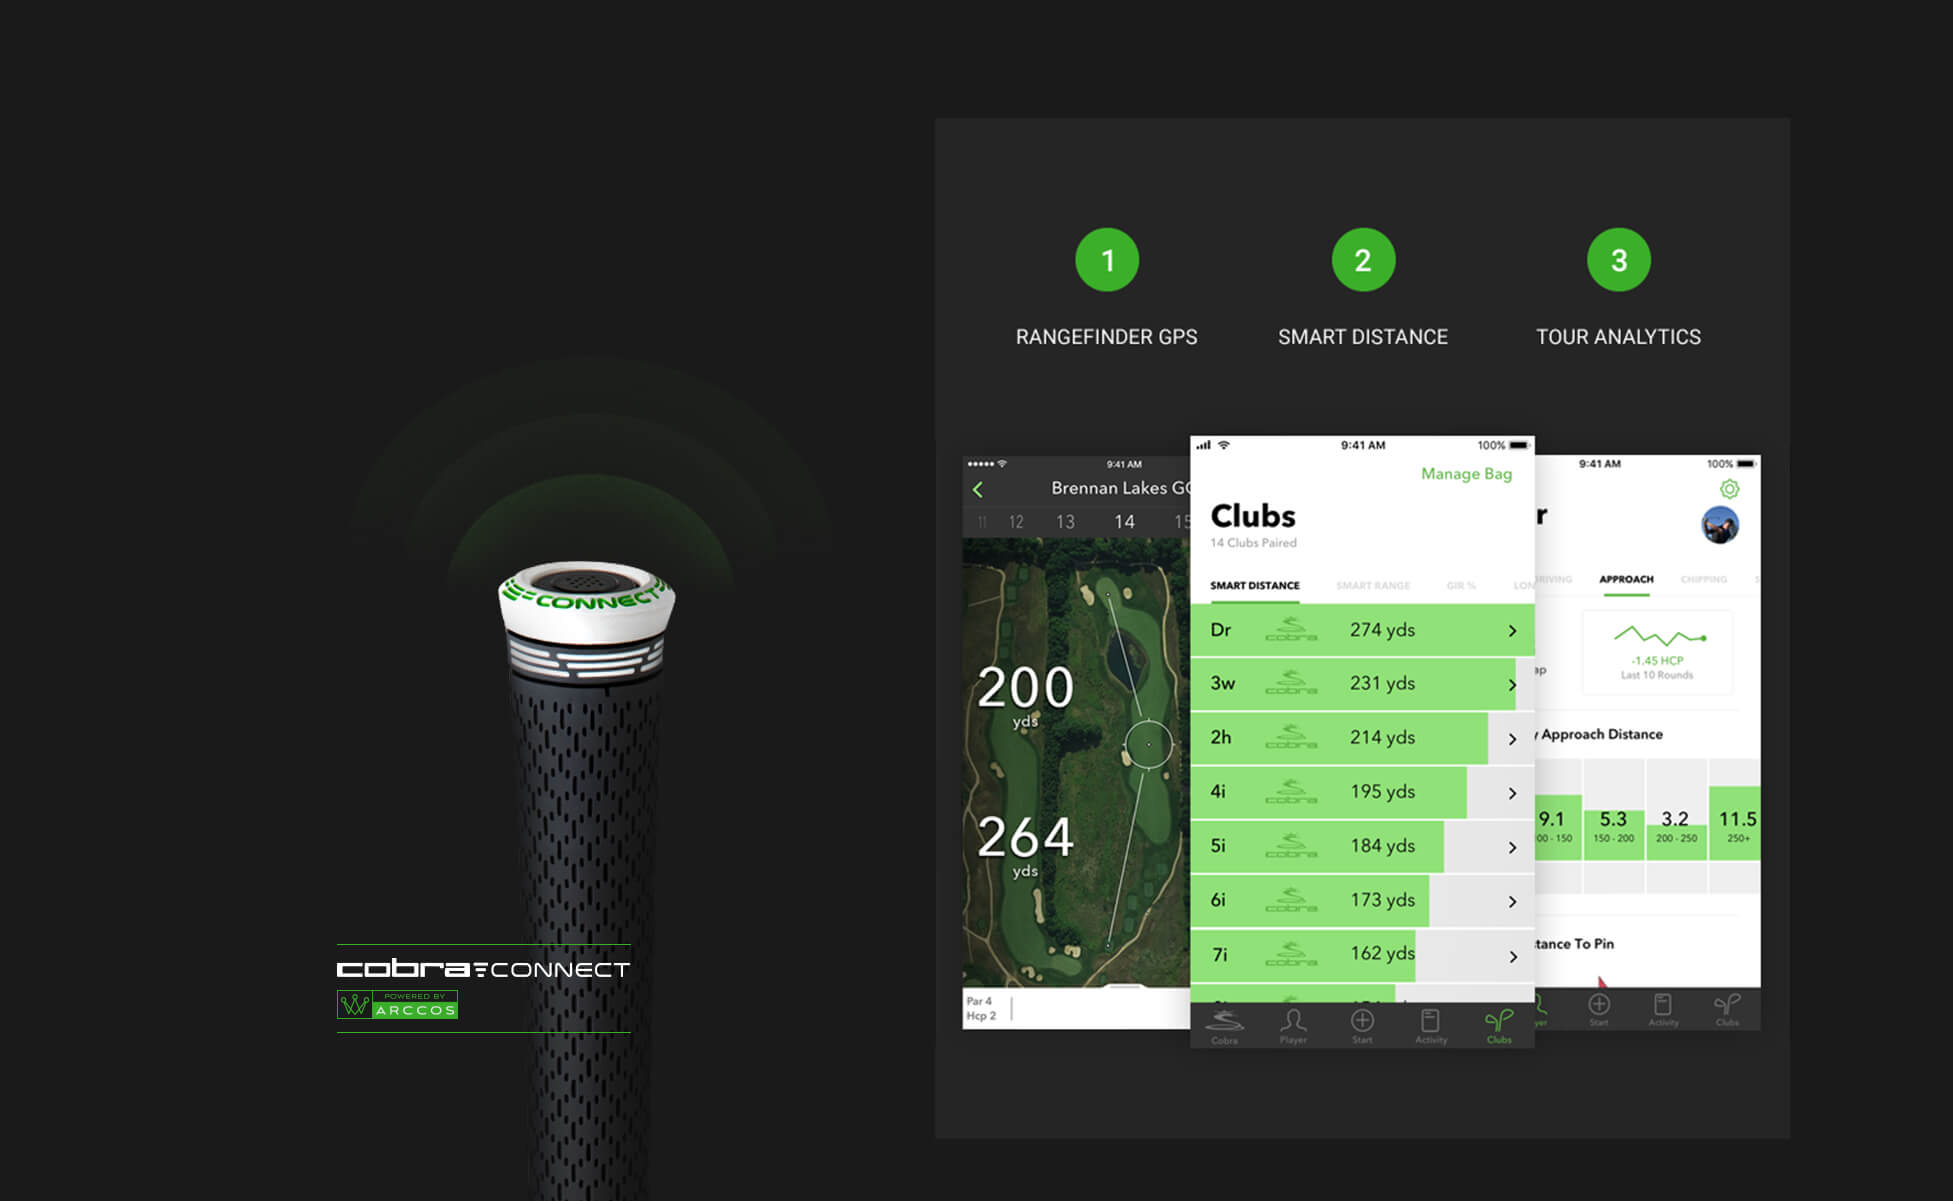 CONNECT
cobra CONNECT
POWERED BY
ARCCOS
1
2
3
RANGEFINDER GPS
SMART DISTANCE
TOUR ANALYTICS
9:41 AM
Brennan Lakes GC
11 12 13 14 15
200
yds
264
yds
Par 4
Hcp 2
9:41 AM 100%
Manage Bag
Clubs
14 Clubs Paired
SMART DISTANCE SMART RANGE GIR % LON
Dr cobra 274 yds
3w cobra 231 yds
2h cobra 214 yds
4i cobra 195 yds
5i cobra 184 yds
6i cobra 173 yds
7i cobra 162 yds
Cobra Player Start Activity Clubs
9:41 AM 100%
r
RIVING APPROACH CHIPPING S
-1.45 HCP
Last 10 Rounds
ap
y Approach Distance
9.1 5.3 3.2 11.5
00 - 150 150 - 200 200 - 250 250+
tance To Pin
yer Start Activity Clubs